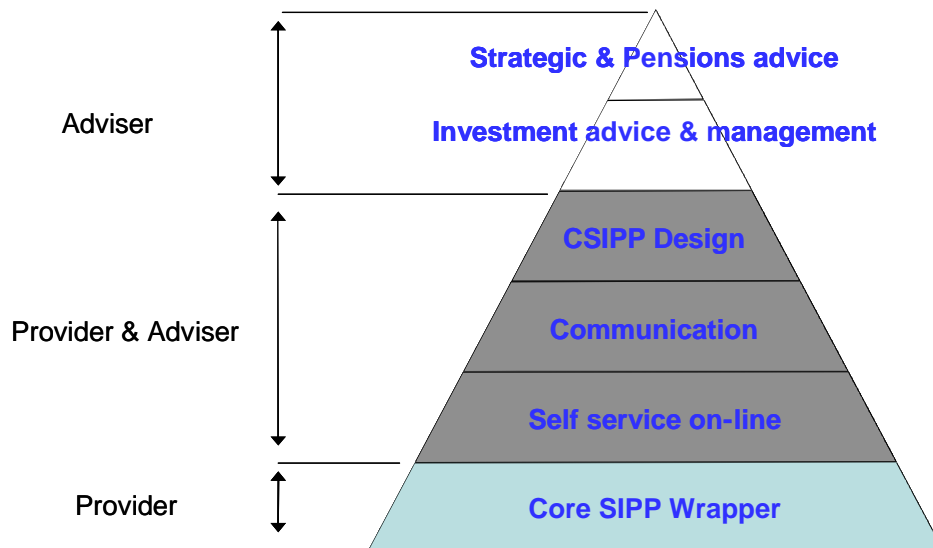 Strategic & Pensions advice
Adviser
Investment advice & management
CSIPP Design
Provider & Adviser
Communication
Self service on-line
Provider
Core SIPP Wrapper